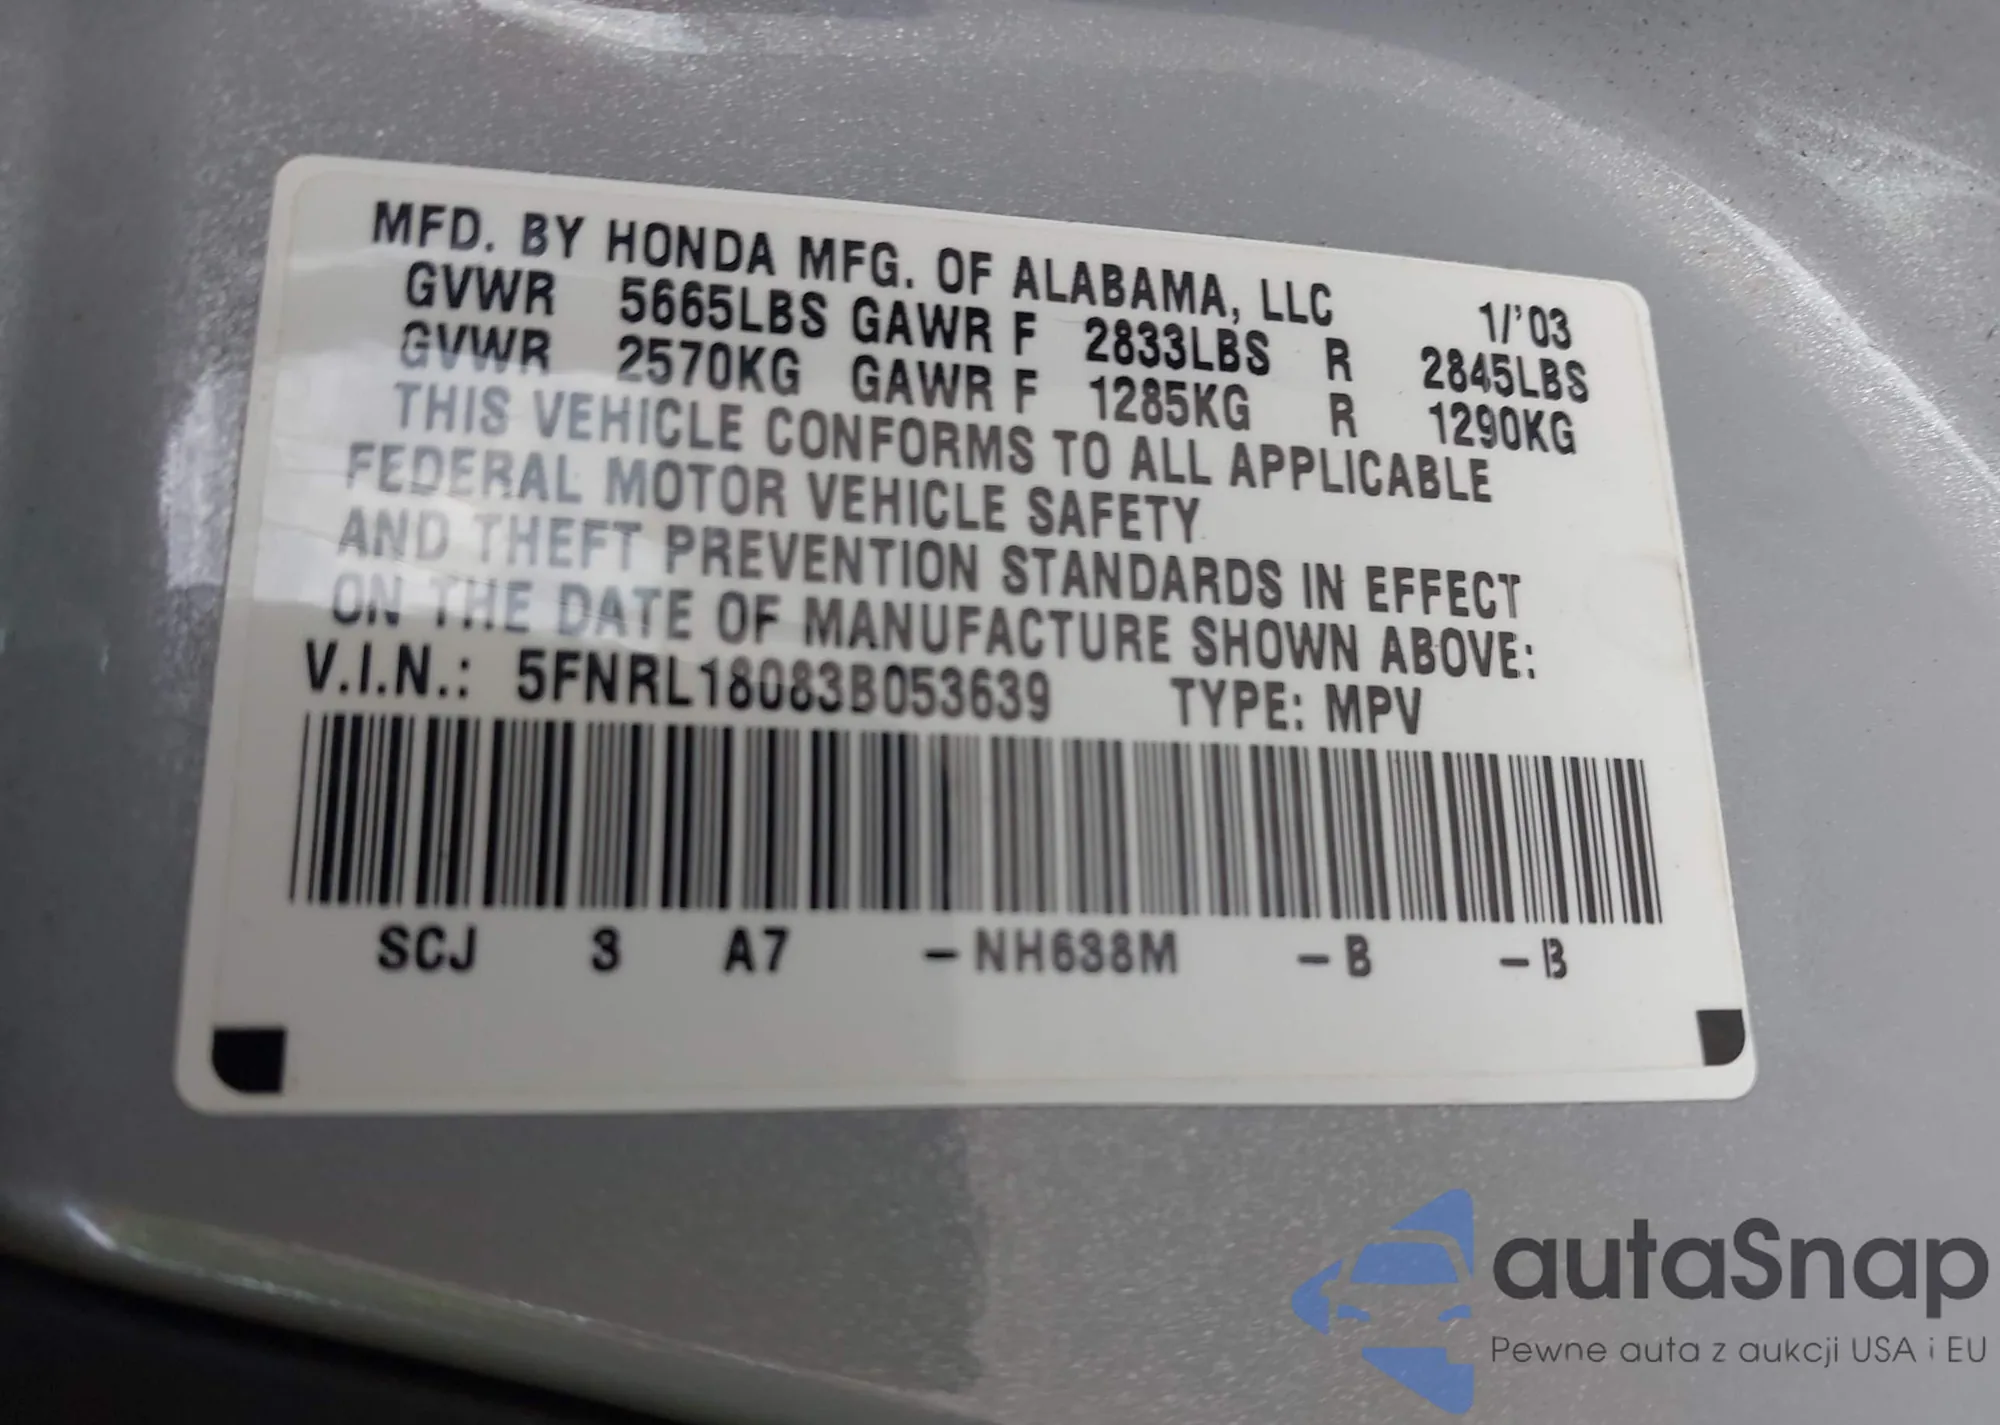 MFD. BY HONDA MFG. OF ALABAMA, LLC 1/'03
GVWR 5665LBS GAWR F 2833LBS R 2845LBS
GVWR 2570KG GAWR F 1285KG R 1290KG
THIS VEHICLE CONFORMS TO ALL APPLICABLE
FEDERAL MOTOR VEHICLE SAFETY
AND THEFT PREVENTION STANDARDS IN EFFECT
ON THE DATE OF MANUFACTURE SHOWN ABOVE:
V.I.N.: 5FNRL18083B053639 TYPE: MPV
SCJ 3 A7 -NH638M -B -B
autaSnap
Pewne auta z aukcji USA i EU